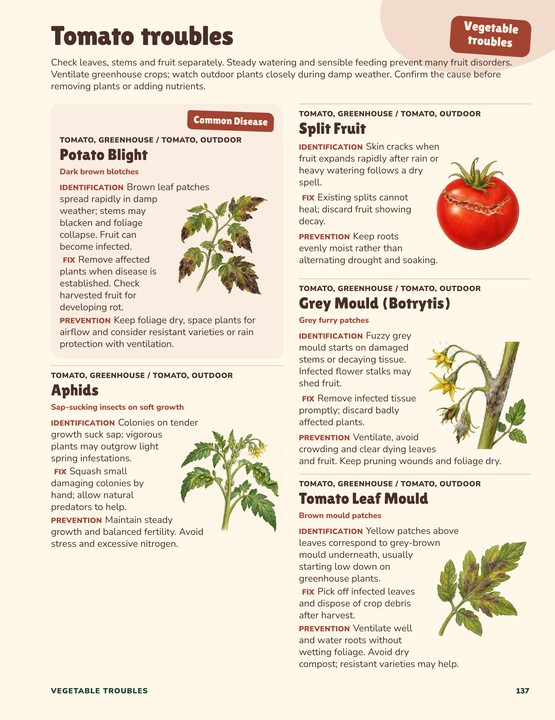 Tomato troubles
Vegetable
troubles
Check leaves, stems and fruit separately. Steady watering and sensible feeding prevent many fruit disorders.
Ventilate greenhouse crops; watch outdoor plants closely during damp weather. Confirm the cause before
removing plants or adding nutrients.
Common Disease
TOMATO, GREENHOUSE / TOMATO, OUTDOOR
Potato Blight
Dark brown blotches
IDENTIFICATION Brown leaf patches
spread rapidly in damp
weather; stems may
blacken and foliage
collapse. Fruit can
become infected.
FIX Remove affected
plants when disease is
established. Check
harvested fruit for
developing rot.
PREVENTION Keep foliage dry, space plants for
airflow and consider resistant varieties or rain
protection with ventilation.
TOMATO, GREENHOUSE / TOMATO, OUTDOOR
Aphids
Sap-sucking insects on soft growth
IDENTIFICATION Colonies on tender
growth suck sap; vigorous
plants may outgrow light
spring infestations.
FIX Squash small
damaging colonies by
hand; allow natural
predators to help.
PREVENTION Maintain steady
growth and balanced fertility. Avoid
stress and excessive nitrogen.
TOMATO, GREENHOUSE / TOMATO, OUTDOOR
Split Fruit
IDENTIFICATION Skin cracks when
fruit expands rapidly after rain or
heavy watering follows a dry
spell.
FIX Existing splits cannot
heal; discard fruit showing
decay.
PREVENTION Keep roots
evenly moist rather than
alternating drought and soaking.
TOMATO, GREENHOUSE / TOMATO, OUTDOOR
Grey Mould (Botrytis)
Grey furry patches
IDENTIFICATION Fuzzy grey
mould starts on damaged
stems or decaying tissue.
Infected flower stalks may
shed fruit.
FIX Remove infected tissue
promptly; discard badly
affected plants.
PREVENTION Ventilate, avoid
crowding and clear dying leaves
and fruit. Keep pruning wounds and foliage dry.
TOMATO, GREENHOUSE / TOMATO, OUTDOOR
Tomato Leaf Mould
Brown mould patches
IDENTIFICATION Yellow patches above
leaves correspond to grey-brown
mould underneath, usually
starting low down on
greenhouse plants.
FIX Pick off infected leaves
and dispose of crop debris
after harvest.
PREVENTION Ventilate well
and water roots without
wetting foliage. Avoid dry
compost; resistant varieties may help.
VEGETABLE TROUBLES
137